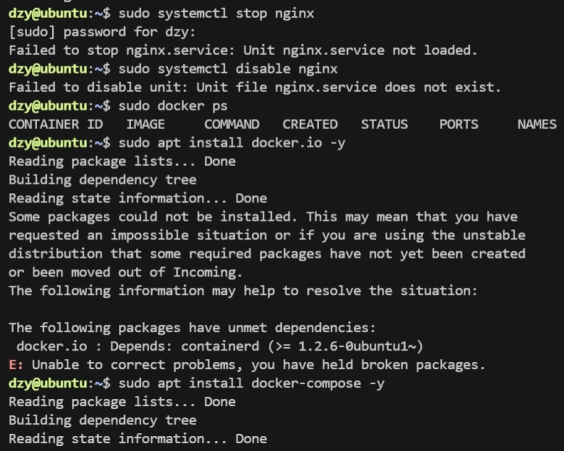 dzy@ubuntu:~$ sudo systemctl stop nginx
[sudo] password for dzy:
Failed to stop nginx.service: Unit nginx.service not loaded.
dzy@ubuntu:~$ sudo systemctl disable nginx
Failed to disable unit: Unit file nginx.service does not exist.
dzy@ubuntu:~$ sudo docker ps
CONTAINER ID   IMAGE     COMMAND   CREATED   STATUS    PORTS     NAMES
dzy@ubuntu:~$ sudo apt install docker.io -y
Reading package lists... Done
Building dependency tree
Reading state information... Done
Some packages could not be installed. This may mean that you have
requested an impossible situation or if you are using the unstable
distribution that some required packages have not yet been created
or been moved out of Incoming.
The following information may help to resolve the situation:

The following packages have unmet dependencies:
 docker.io : Depends: containerd (>= 1.2.6-0ubuntu1~)
E: Unable to correct problems, you have held broken packages.
dzy@ubuntu:~$ sudo apt install docker-compose -y
Reading package lists... Done
Building dependency tree
Reading state information... Done